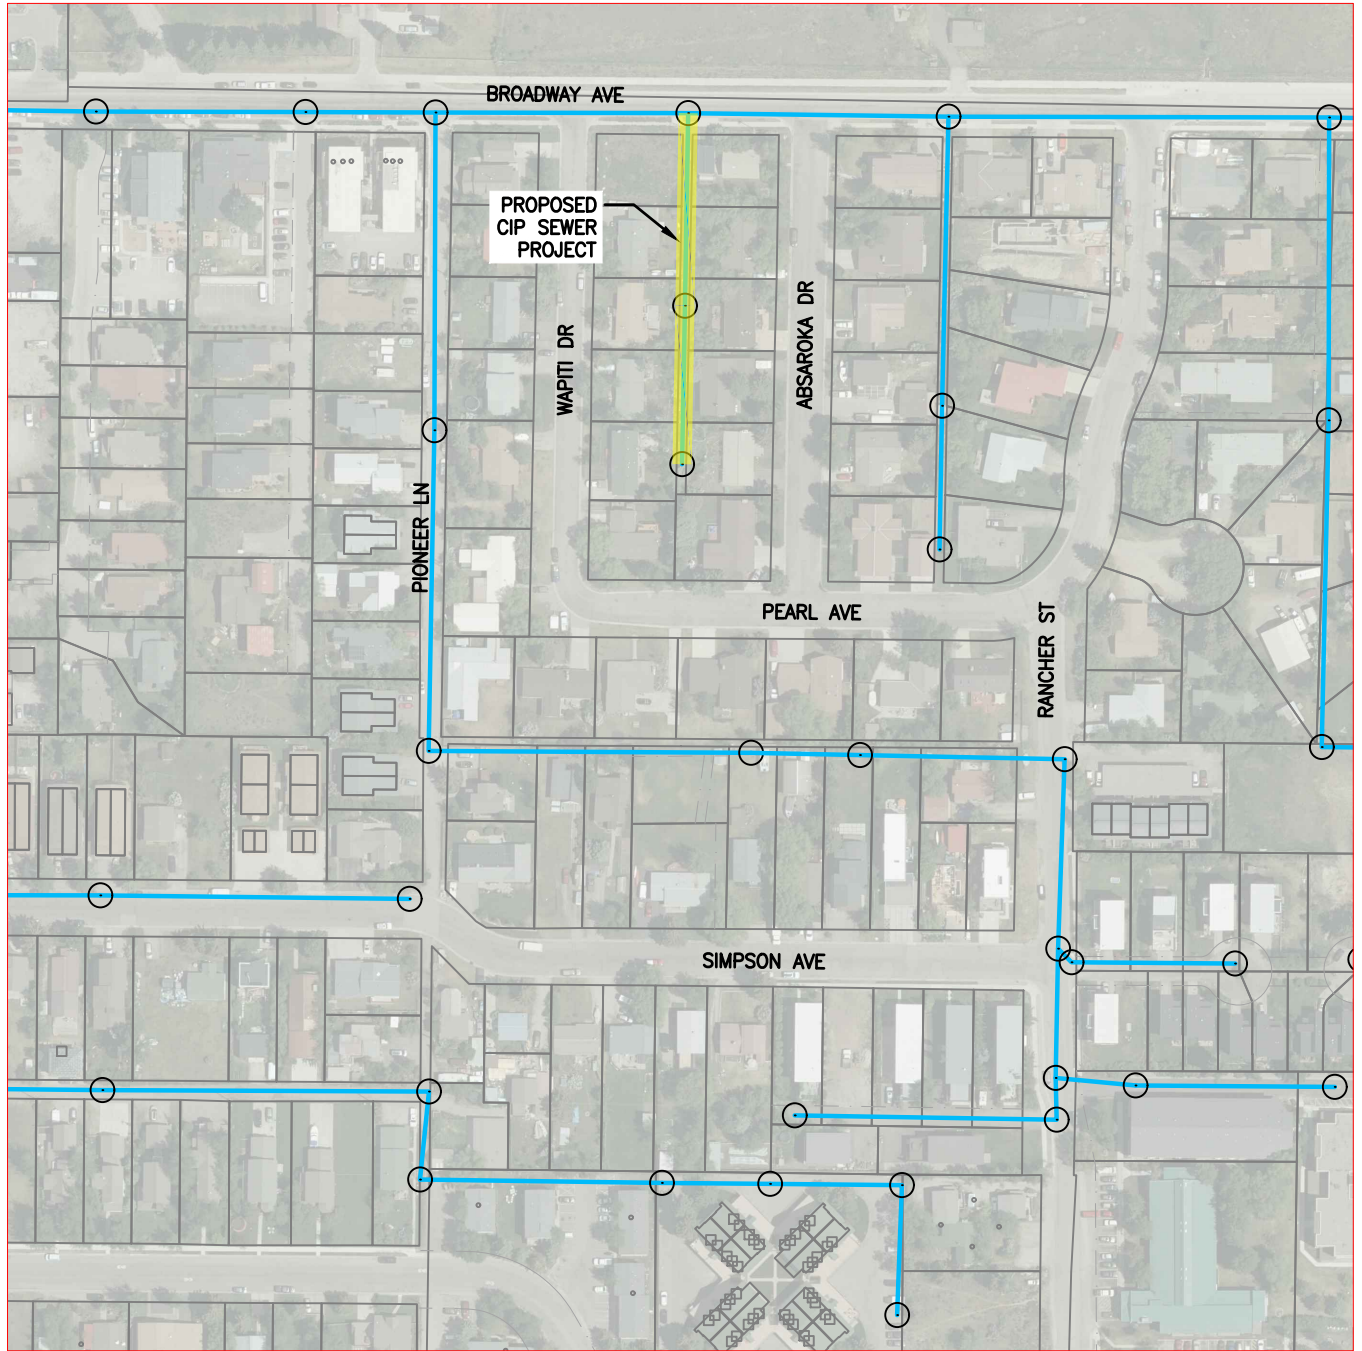 BROADWAY AVE
PROPOSED
CIP SEWER
PROJECT
WAPITI DR
ABSAROKA DR
PIONEER LN
PEARL AVE
RANCHER ST
SIMPSON AVE